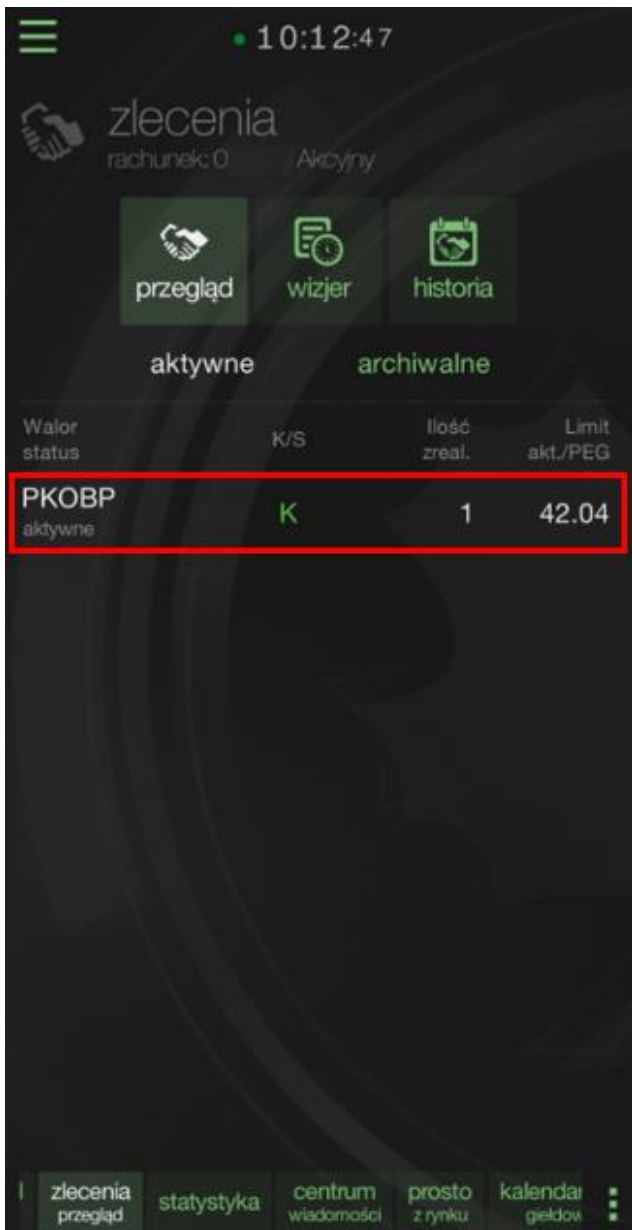 10:12:47
zlecenia
rachunek: 0 Akcyjny
przegląd wizjer historia
aktywne archiwalne
Walor K/S Ilość Limit
status zreal. akt./PEG
PKOBP K 1 42.04
aktywne
zlecenia statystyka centrum prosto kalendar
przegląd wiadomości z rynku giełdow